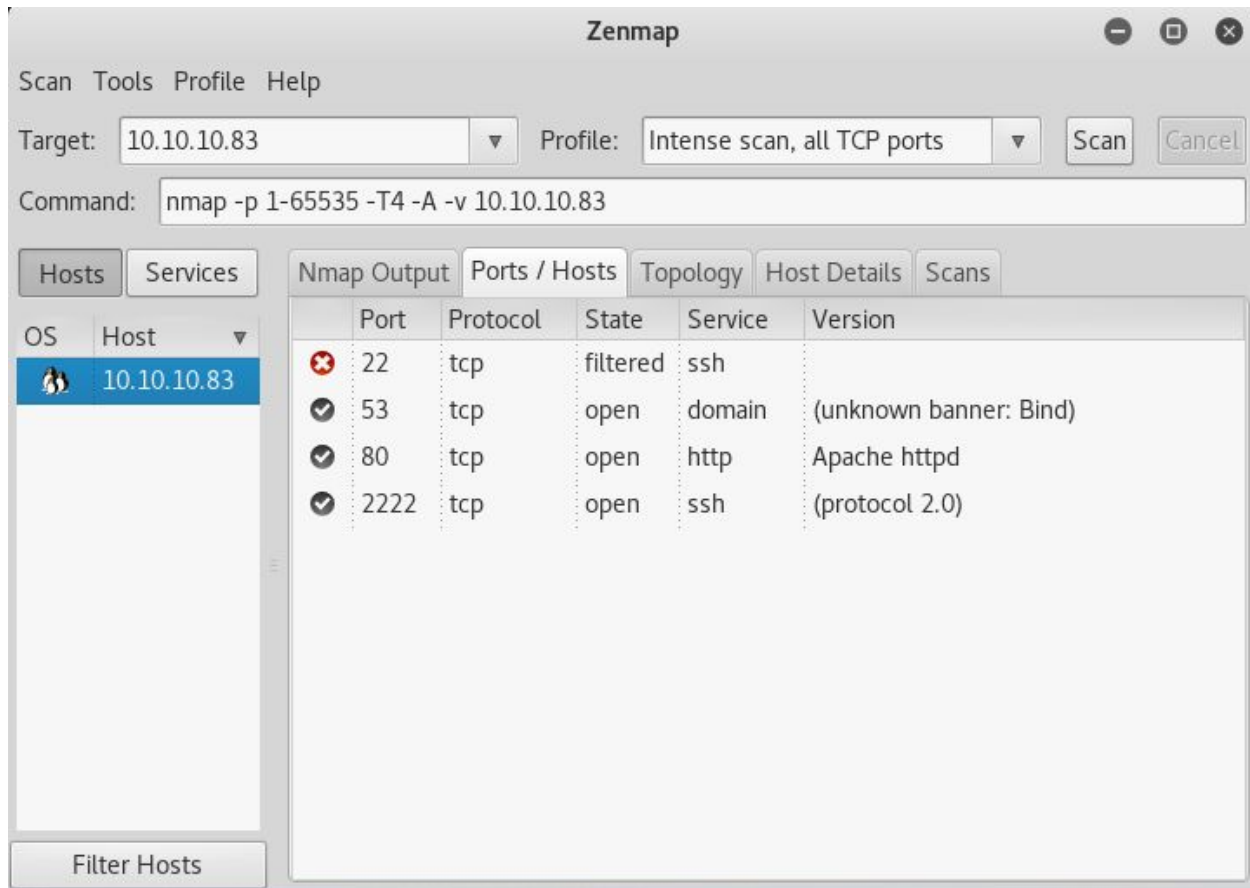 Zenmap
Scan Tools Profile Help
Target: 10.10.10.83 Profile: Intense scan, all TCP ports Scan Cancel
Command: nmap -p 1-65535 -T4 -A -v 10.10.10.83
Hosts Services Nmap Output Ports / Hosts Topology Host Details Scans
OS Host Port Protocol State Service Version
10.10.10.83
22 tcp filtered ssh
53 tcp open domain (unknown banner: Bind)
80 tcp open http Apache httpd
2222 tcp open ssh (protocol 2.0)
Filter Hosts